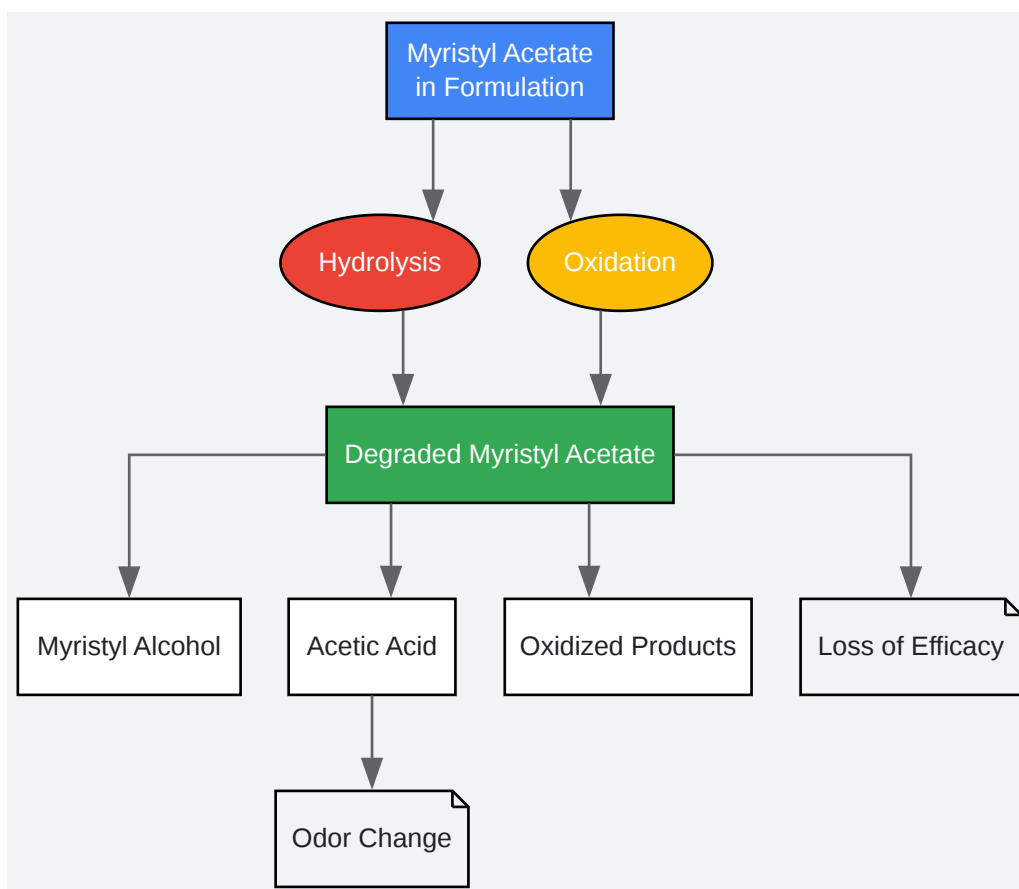 Myristyl Acetate
in Formulation
Hydrolysis
Oxidation
Degraded Myristyl Acetate
Myristyl Alcohol
Acetic Acid
Oxidized Products
Loss of Efficacy
Odor Change